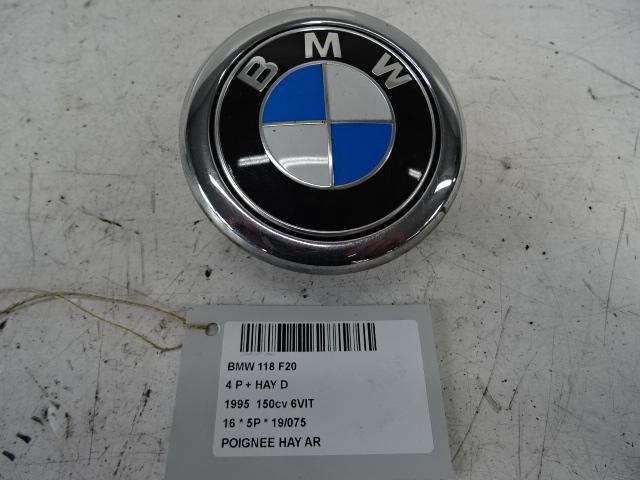 BMW
BMW 118 F20
4 P + HAY D
1995 150cv 6VIT
16 * 5P * 19/075
POIGNEE HAY AR